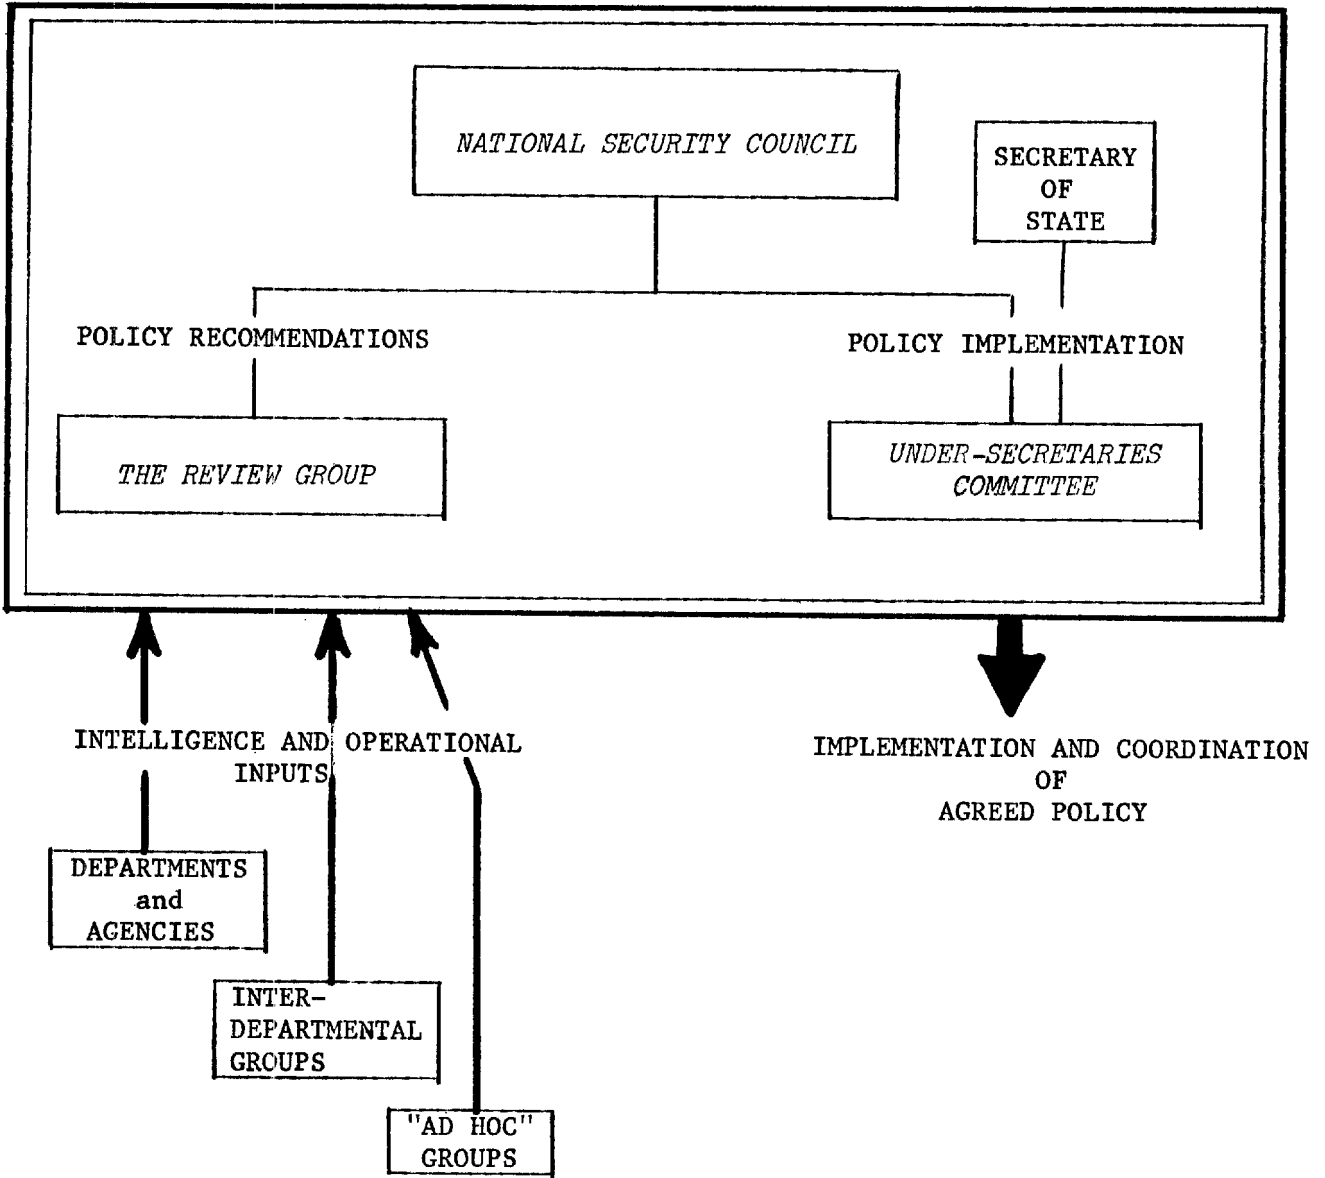 NATIONAL SECURITY COUNCIL
SECRETARY
OF
STATE
POLICY RECOMMENDATIONS
POLICY IMPLEMENTATION
THE REVIEW GROUP
UNDER-SECRETARIES
COMMITTEE
INTELLIGENCE AND OPERATIONAL
INPUTS
IMPLEMENTATION AND COORDINATION
OF
AGREED POLICY
DEPARTMENTS
and
AGENCIES
INTER-
DEPARTMENTAL
GROUPS
"AD HOC"
GROUPS